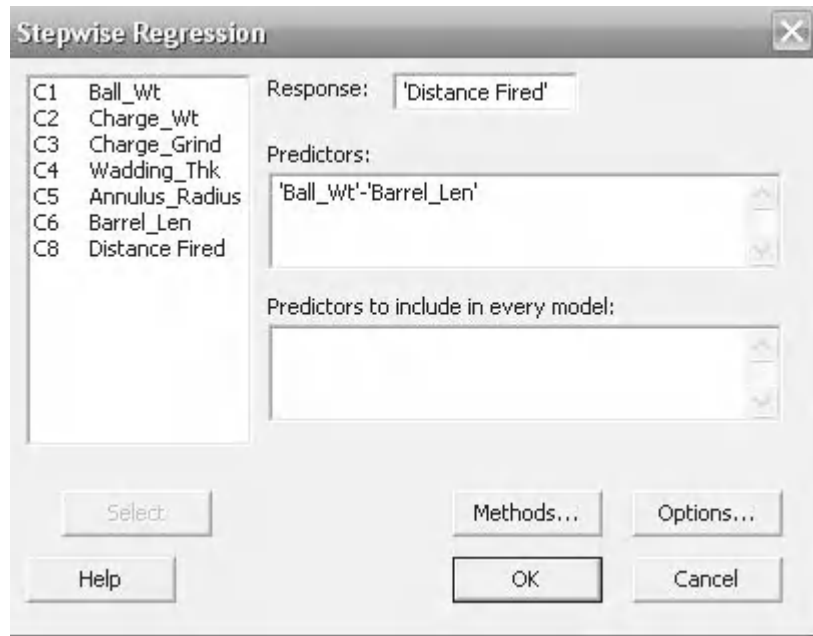 Stepwise Regression
C1 Ball_Wt
C2 Charge_Wt
C3 Charge_Grind
C4 Wadding_Thk
C5 Annulus_Radius
C6 Barrel_Len
C8 Distance Fired
Response: 'Distance Fired'
Predictors:
'Ball_Wt'-'Barrel_Len'
Predictors to include in every model:
Select
Methods...
Options...
Help
OK
Cancel